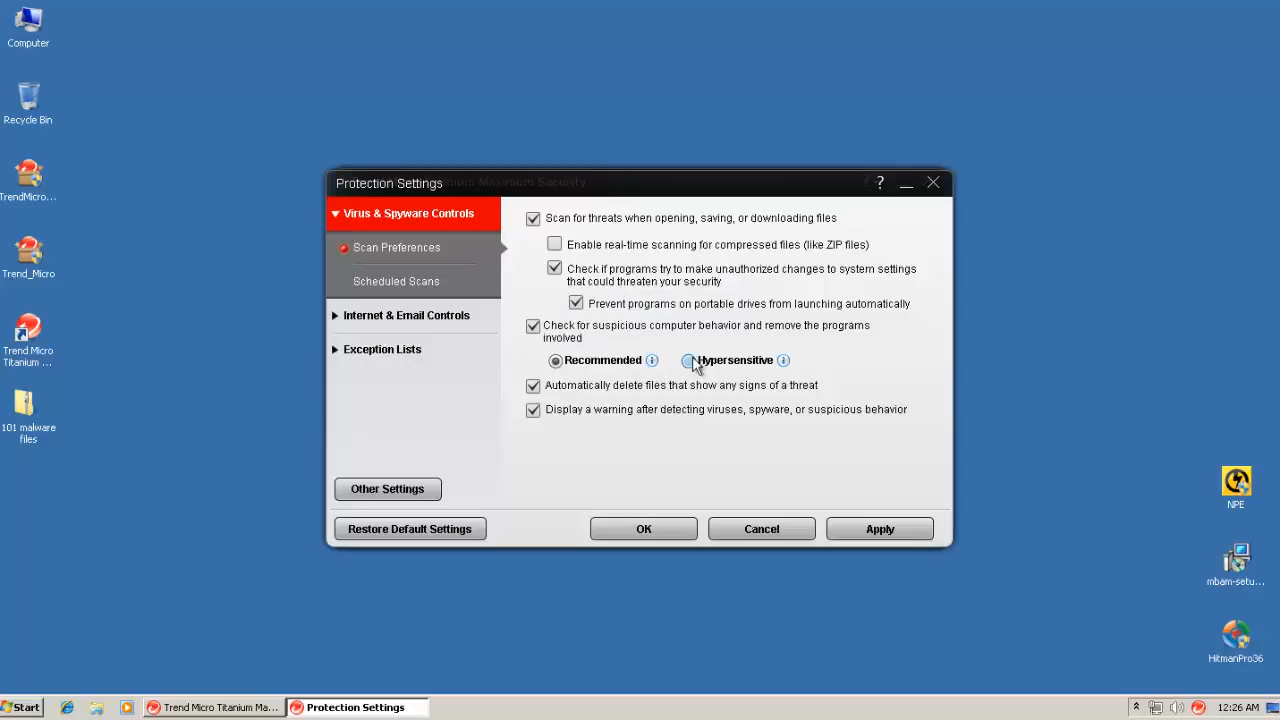 Computer
Recycle Bin
TrendMicro...
Trend_Micro
Trend Micro
Titanium ...
101 malware
files
Protection Settings
Maximum Security
?
Virus & Spyware Controls
Scan Preferences
Scheduled Scans
Internet & Email Controls
Exception Lists
Other Settings
Restore Default Settings
Scan for threats when opening, saving, or downloading files
Enable real-time scanning for compressed files (like ZIP files)
Check if programs try to make unauthorized changes to system settings
that could threaten your security
Prevent programs on portable drives from launching automatically
Check for suspicious computer behavior and remove the programs
involved
Recommended i Hypersensitive i
Automatically delete files that show any signs of a threat
Display a warning after detecting viruses, spyware, or suspicious behavior
OK Cancel Apply
NPE
mbam-setu...
HitmanPro36
Start Trend Micro Titanium Ma... Protection Settings 12:26 AM